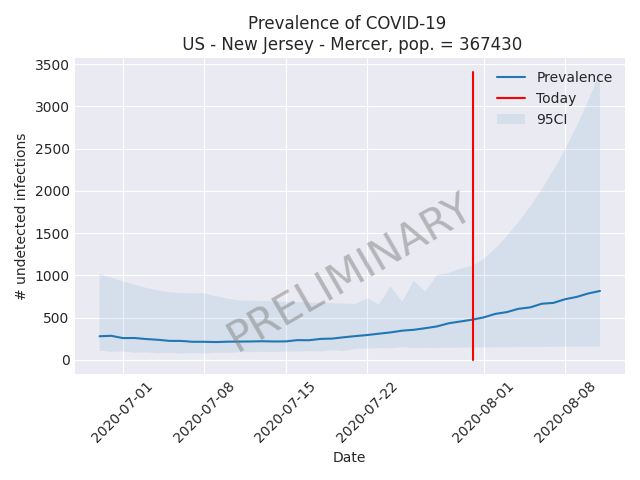 Prevalence of COVID-19
US - New Jersey - Mercer, pop. = 367430
# undetected infections
3500
3000
2500
2000
1500
1000
500
0
Prevalence
Today
95CI
PRELIMINARY
2020-07-01
2020-07-08
2020-07-15
2020-07-22
2020-08-01
2020-08-08
Date